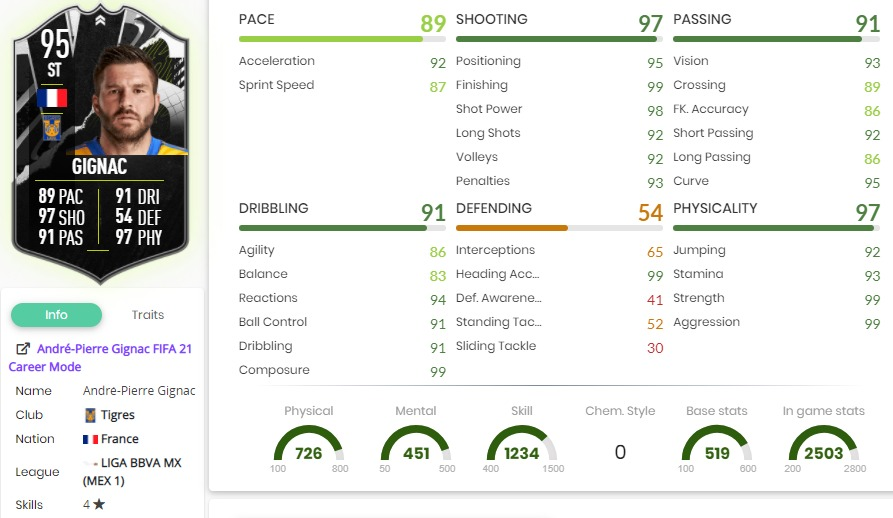 95
ST
GIGNAC
89 PAC 91 DRI
97 SHO 54 DEF
91 PAS 97 PHY
Info Traits
André-Pierre Gignac FIFA 21
Career Mode
Name Andre-Pierre Gignac
Club Tigres
Nation France
League LIGA BBVA MX
(MEX 1)
Skills 4★
PACE 89
Acceleration 92
Sprint Speed 87
SHOOTING 97
Positioning 95
Finishing 99
Shot Power 98
Long Shots 92
Volleys 92
Penalties 93
PASSING 91
Vision 93
Crossing 89
FK. Accuracy 86
Short Passing 92
Long Passing 86
Curve 95
DRIBBLING 91
Agility 86
Balance 83
Reactions 94
Ball Control 91
Dribbling 91
Composure 99
DEFENDING 54
Interceptions 65
Heading Acc... 99
Def. Awarene... 41
Standing Tac... 52
Sliding Tackle 30
PHYSICALITY 97
Jumping 92
Stamina 93
Strength 99
Aggression 99
Physical Mental Skill Chem. Style Base stats In game stats
726 451 1234 0 519 2503
100 800 50 500 400 1500 100 600 200 2800